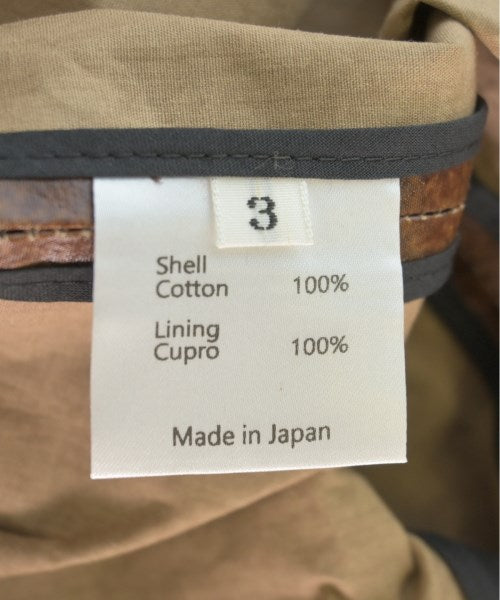 3
Shell
Cotton 100%
Lining
Cupro 100%
Made in Japan